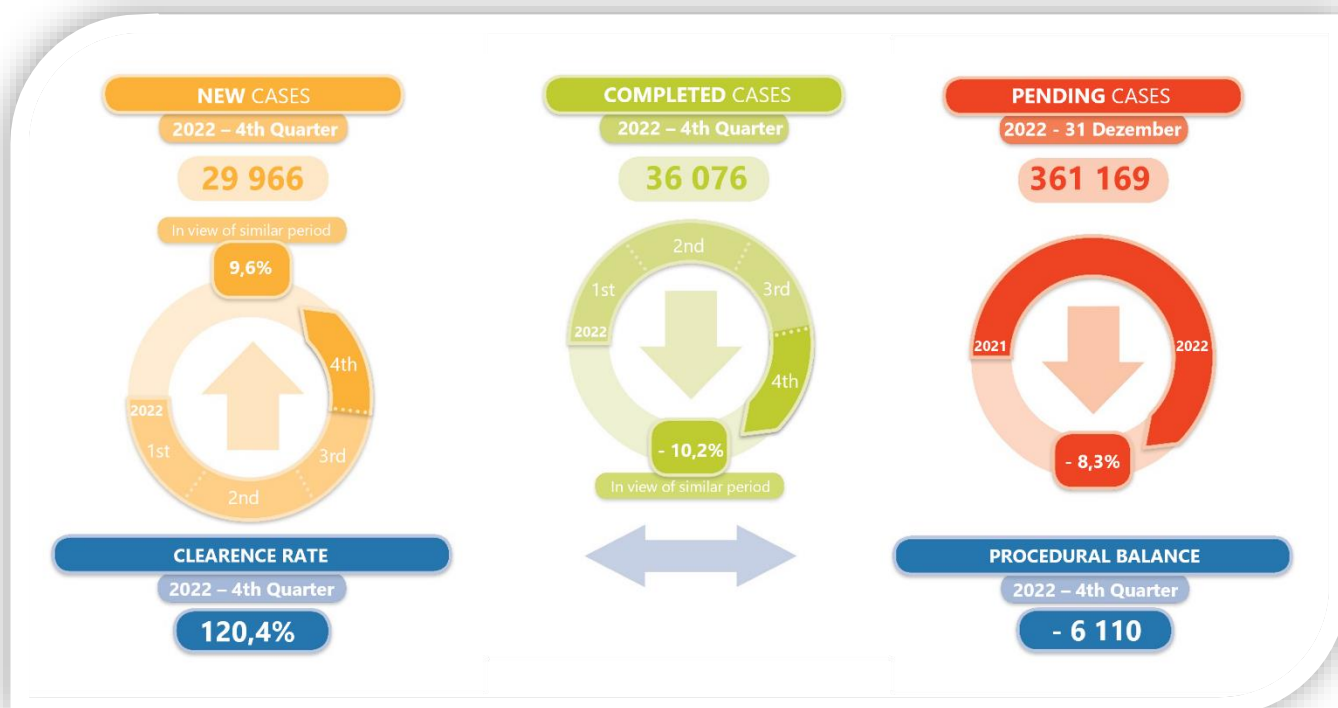 NEW CASES
2022 – 4th Quarter
29 966
In view of similar period
9,6%
4th
2022
1st
3rd
2nd
CLEARENCE RATE
2022 – 4th Quarter
120,4%
COMPLETED CASES
2022 – 4th Quarter
36 076
2nd
1st
3rd
2022
4th
- 10,2%
In view of similar period
PENDING CASES
2022 - 31 Dezember
361 169
2021
2022
- 8,3%
PROCEDURAL BALANCE
2022 – 4th Quarter
- 6 110